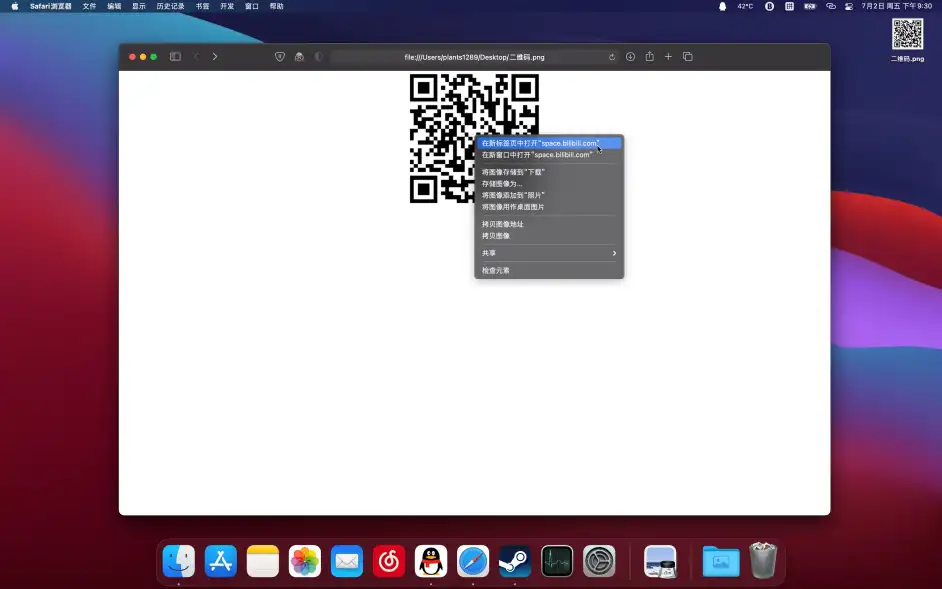 Safari浏览器 文件 编辑 显示 历史记录 书签 开发 窗口 帮助
42°C 7月2日 周五 下午9:30
二维码.png
file:///Users/plants1289/Desktop/二维码.png
在新标签页中打开"space.bilibili.com"
在新窗口中打开"space.bilibili.com"
将图像存储到"下载"
存储图像为...
将图像添加到"照片"
将图像用作桌面图片
拷贝图像地址
拷贝图像
共享
检查元素